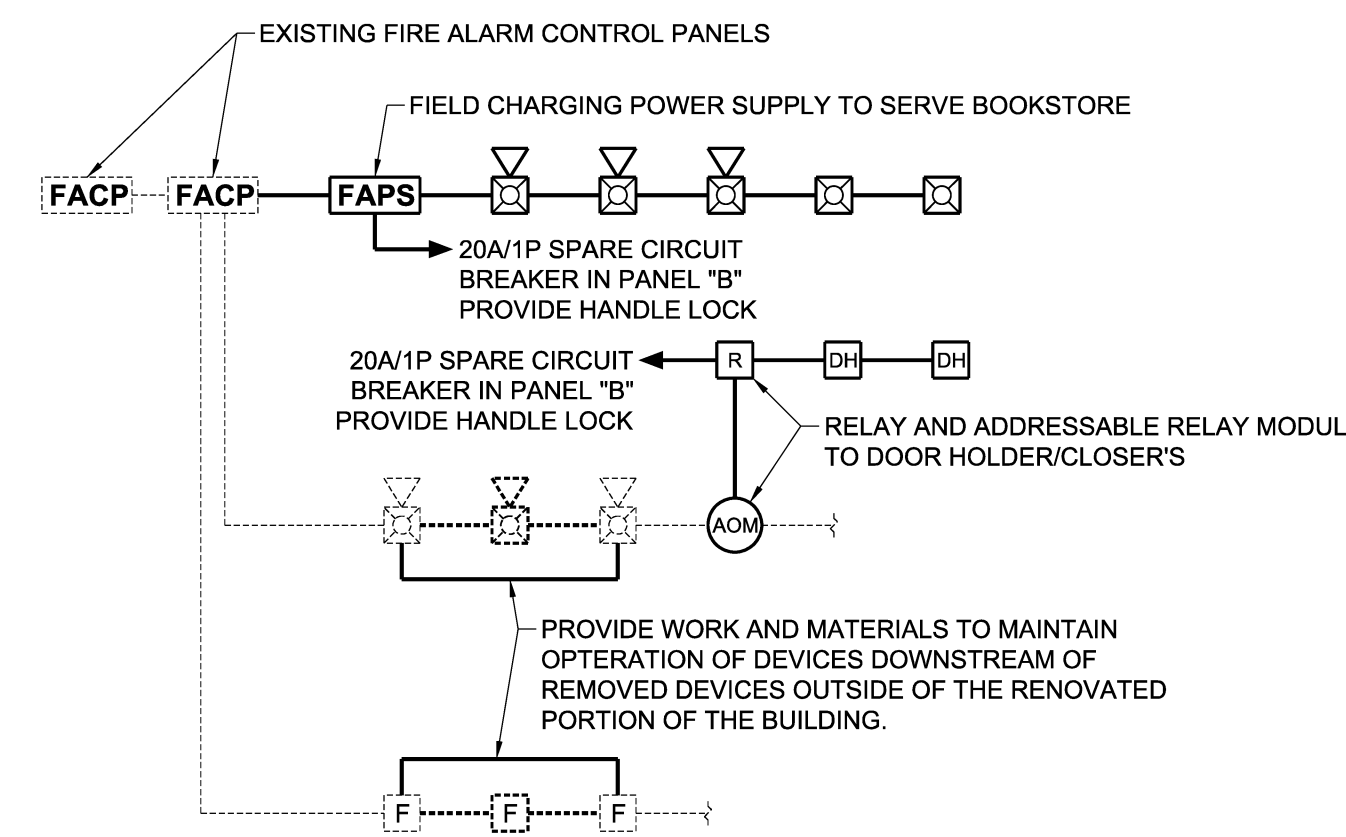 EXISTING FIRE ALARM CONTROL PANELS
FIELD CHARGING POWER SUPPLY TO SERVE BOOKSTORE
FACP
FACP
FAPS
20A/1P SPARE CIRCUIT
BREAKER IN PANEL "B"
PROVIDE HANDLE LOCK
20A/1P SPARE CIRCUIT
BREAKER IN PANEL "B"
PROVIDE HANDLE LOCK
R
DH
DH
RELAY AND ADDRESSABLE RELAY MODUL
TO DOOR HOLDER/CLOSER'S
AOM
PROVIDE WORK AND MATERIALS TO MAINTAIN
OPTERATION OF DEVICES DOWNSTREAM OF
REMOVED DEVICES OUTSIDE OF THE RENOVATED
PORTION OF THE BUILDING.
F
F
F